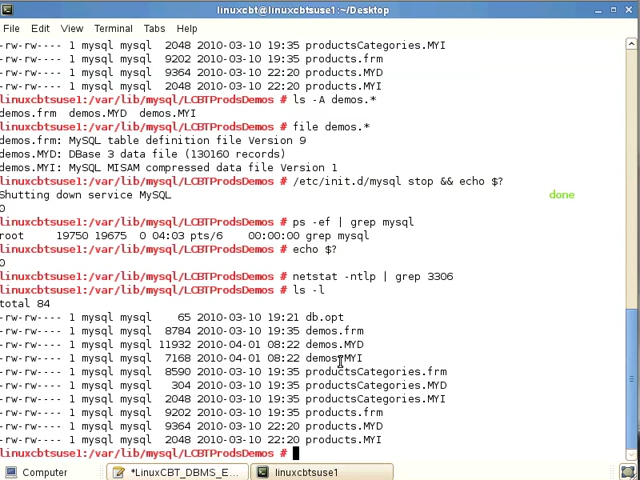 linuxcbt@linuxcbtsuse1:~/Desktop
File Edit View Terminal Tabs Help
-rw-rw---- 1 mysql mysql 2048 2010-03-10 19:35 productsCategories.MYI
-rw-rw---- 1 mysql mysql 9202 2010-03-10 19:35 products.frm
-rw-rw---- 1 mysql mysql 9364 2010-03-10 22:20 products.MYD
-rw-rw---- 1 mysql mysql 2048 2010-03-10 22:20 products.MYI
linuxcbtsuse1:/var/lib/mysql/LCBTProdsDemos # ls -A demos.*
demos.frm demos.MYD demos.MYI
linuxcbtsuse1:/var/lib/mysql/LCBTProdsDemos # file demos.*
demos.frm: MySQL table definition file Version 9
demos.MYD: DBase 3 data file (130160 records)
demos.MYI: MySQL MISAM compressed data file Version 1
linuxcbtsuse1:/var/lib/mysql/LCBTProdsDemos # /etc/init.d/mysql stop && echo $?
Shutting down service MySQL done
0
linuxcbtsuse1:/var/lib/mysql/LCBTProdsDemos # ps -ef | grep mysql
root 19750 19675 0 04:03 pts/6 00:00:00 grep mysql
linuxcbtsuse1:/var/lib/mysql/LCBTProdsDemos # echo $?
0
linuxcbtsuse1:/var/lib/mysql/LCBTProdsDemos # netstat -ntlp | grep 3306
linuxcbtsuse1:/var/lib/mysql/LCBTProdsDemos # ls -l
total 84
-rw-rw---- 1 mysql mysql 65 2010-03-10 19:21 db.opt
-rw-rw---- 1 mysql mysql 8784 2010-03-10 19:35 demos.frm
-rw-rw---- 1 mysql mysql 11932 2010-04-01 08:22 demos.MYD
-rw-rw---- 1 mysql mysql 7168 2010-04-01 08:22 demos.MYI
-rw-rw---- 1 mysql mysql 8590 2010-03-10 19:35 productsCategories.frm
-rw-rw---- 1 mysql mysql 304 2010-03-10 19:35 productsCategories.MYD
-rw-rw---- 1 mysql mysql 2048 2010-03-10 19:35 productsCategories.MYI
-rw-rw---- 1 mysql mysql 9202 2010-03-10 19:35 products.frm
-rw-rw---- 1 mysql mysql 9364 2010-03-10 22:20 products.MYD
-rw-rw---- 1 mysql mysql 2048 2010-03-10 22:20 products.MYI
linuxcbtsuse1:/var/lib/mysql/LCBTProdsDemos #
Computer *LinuxCBT_DBMS_E... linuxcbtsuse1